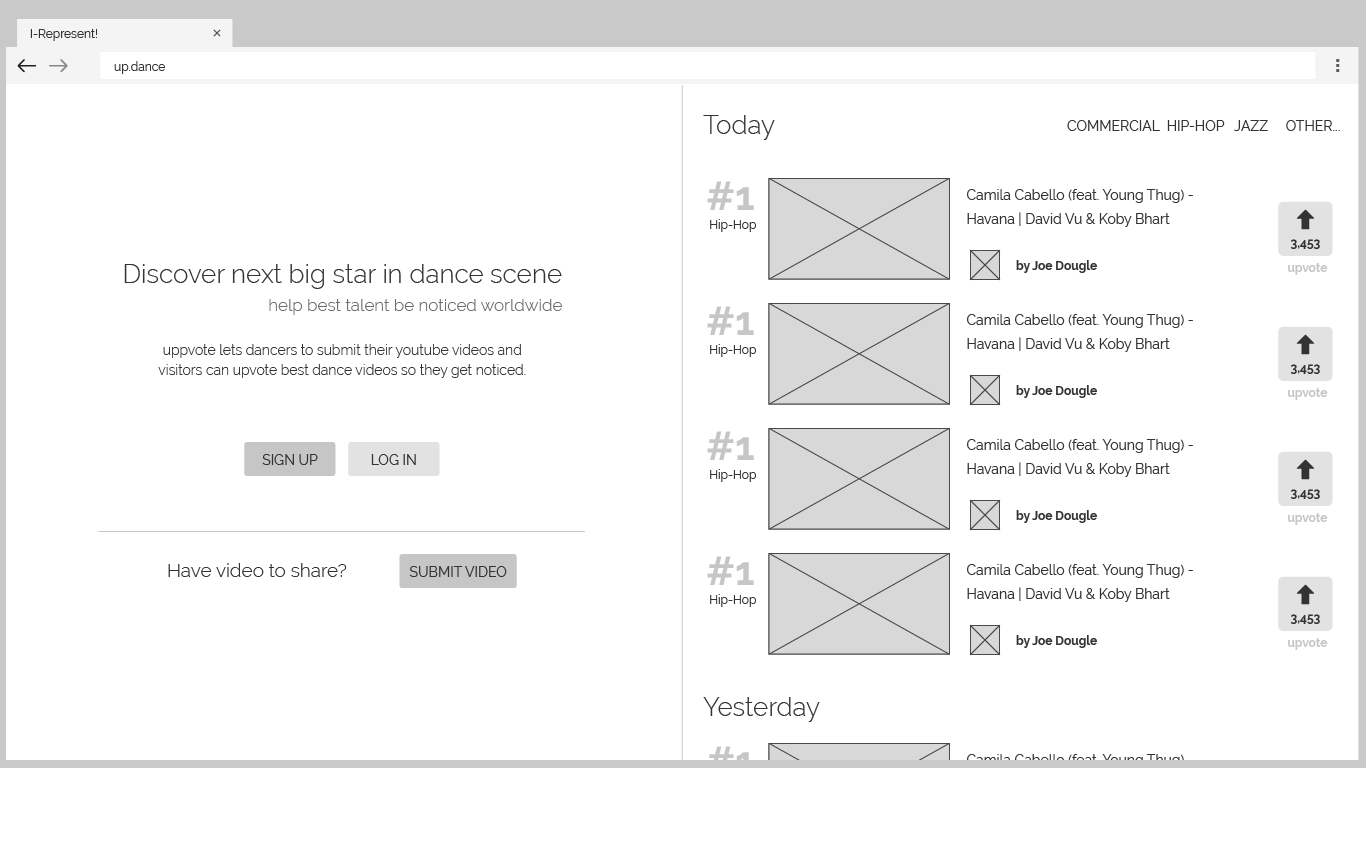 I-Represent!
up.dance
Discover next big star in dance scene
help best talent be noticed worldwide
uppvote lets dancers to submit their youtube videos and
visitors can upvote best dance videos so they get noticed.
SIGN UP LOG IN
Have video to share? SUBMIT VIDEO
Today COMMERCIAL HIP-HOP JAZZ OTHER...
#1
Hip-Hop
Camila Cabello (feat. Young Thug) -
Havana | David Vu & Koby Bhart
by Joe Dougle
3,453
upvote
#1
Hip-Hop
Camila Cabello (feat. Young Thug) -
Havana | David Vu & Koby Bhart
by Joe Dougle
3,453
upvote
#1
Hip-Hop
Camila Cabello (feat. Young Thug) -
Havana | David Vu & Koby Bhart
by Joe Dougle
3,453
upvote
#1
Hip-Hop
Camila Cabello (feat. Young Thug) -
Havana | David Vu & Koby Bhart
by Joe Dougle
3,453
upvote
Yesterday
#1
Camila Cabello (feat. Young Thug)